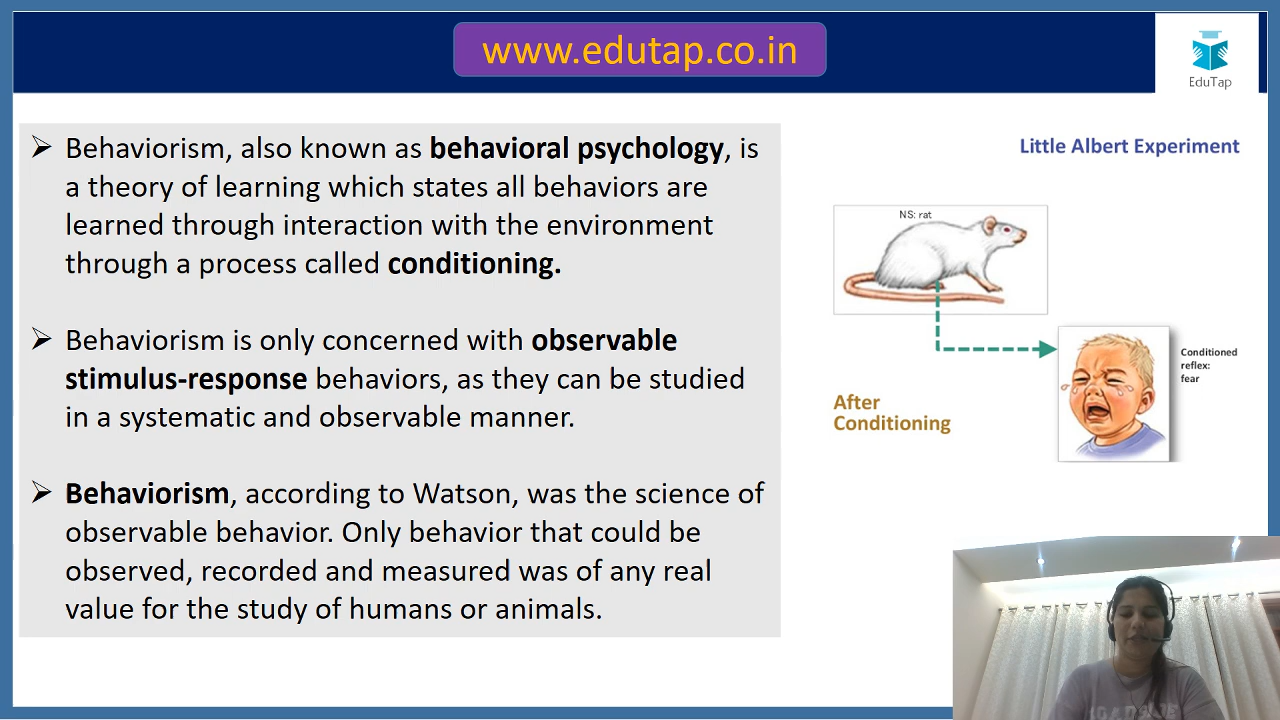 www.edutap.co.in
EduTap
➢ Behaviorism, also known as behavioral psychology, is
a theory of learning which states all behaviors are
learned through interaction with the environment
through a process called conditioning.
➢ Behaviorism is only concerned with observable
stimulus-response behaviors, as they can be studied
in a systematic and observable manner.
➢ Behaviorism, according to Watson, was the science of
observable behavior. Only behavior that could be
observed, recorded and measured was of any real
value for the study of humans or animals.
Little Albert Experiment
NS: rat
Conditioned
reflex:
fear
After
Conditioning